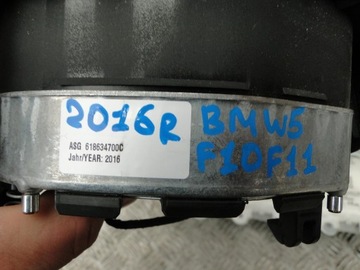 2016R BMW5
F10F11
ASG 618634700C
Jahr/YEAR: 2016